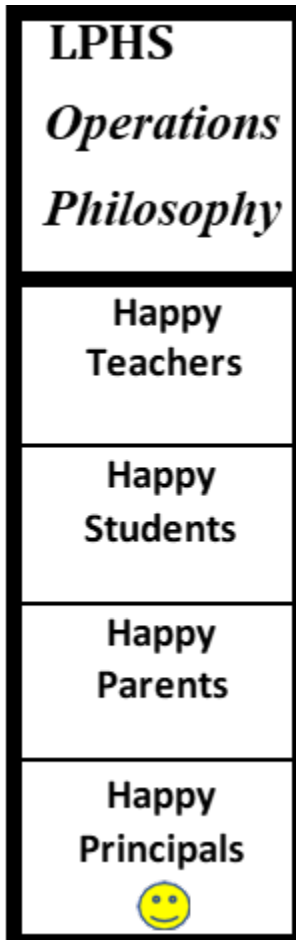 LPHS
Operations
Philosophy
Happy
Teachers
Happy
Students
Happy
Parents
Happy
Principals